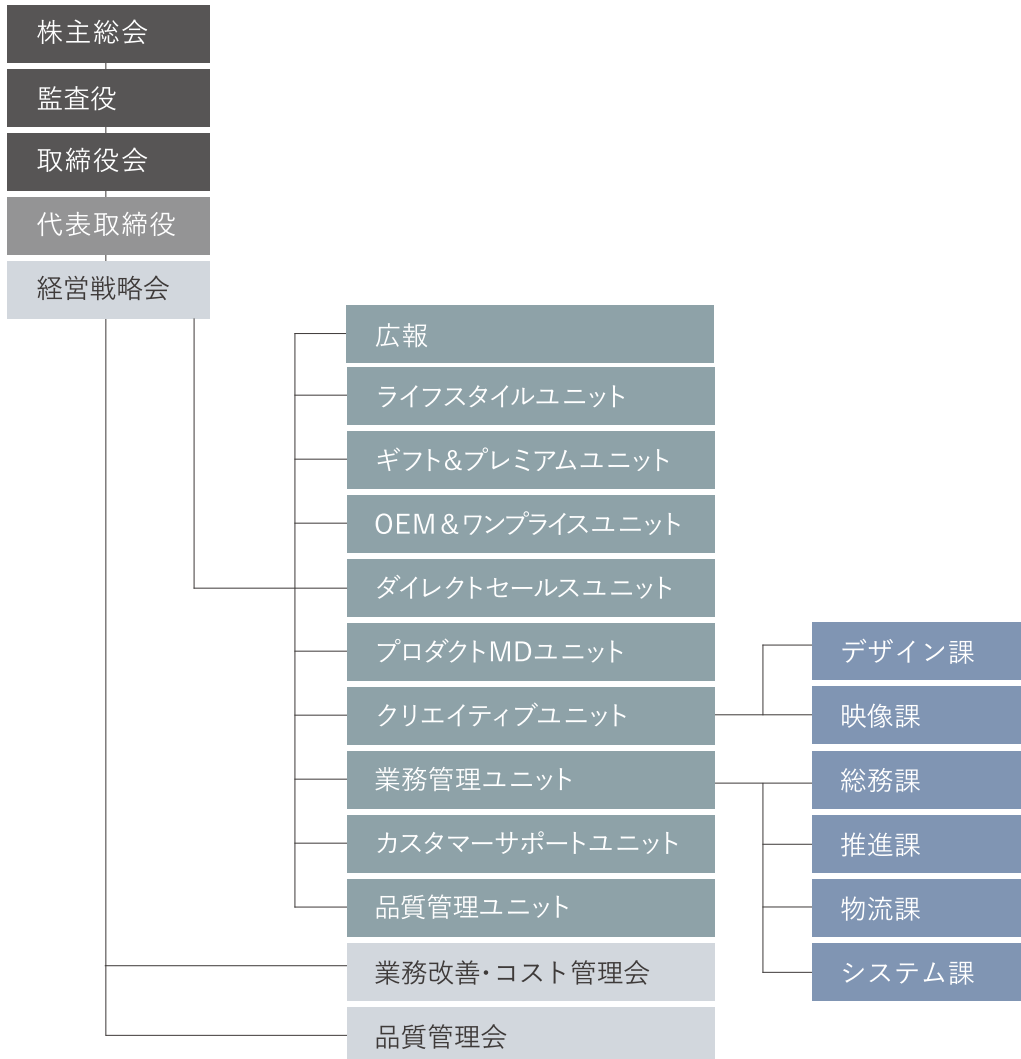 株主総会
監査役
取締役会
代表取締役
経営戦略会
広報
ライフスタイルユニット
ギフト&プレミアムユニット
OEM&ワンプライスユニット
ダイレクトセールスユニット
プロダクトMDユニット
クリエイティブユニット
業務管理ユニット
カスタマーサポートユニット
品質管理ユニット
業務改善・コスト管理会
品質管理会
デザイン課
映像課
総務課
推進課
物流課
システム課